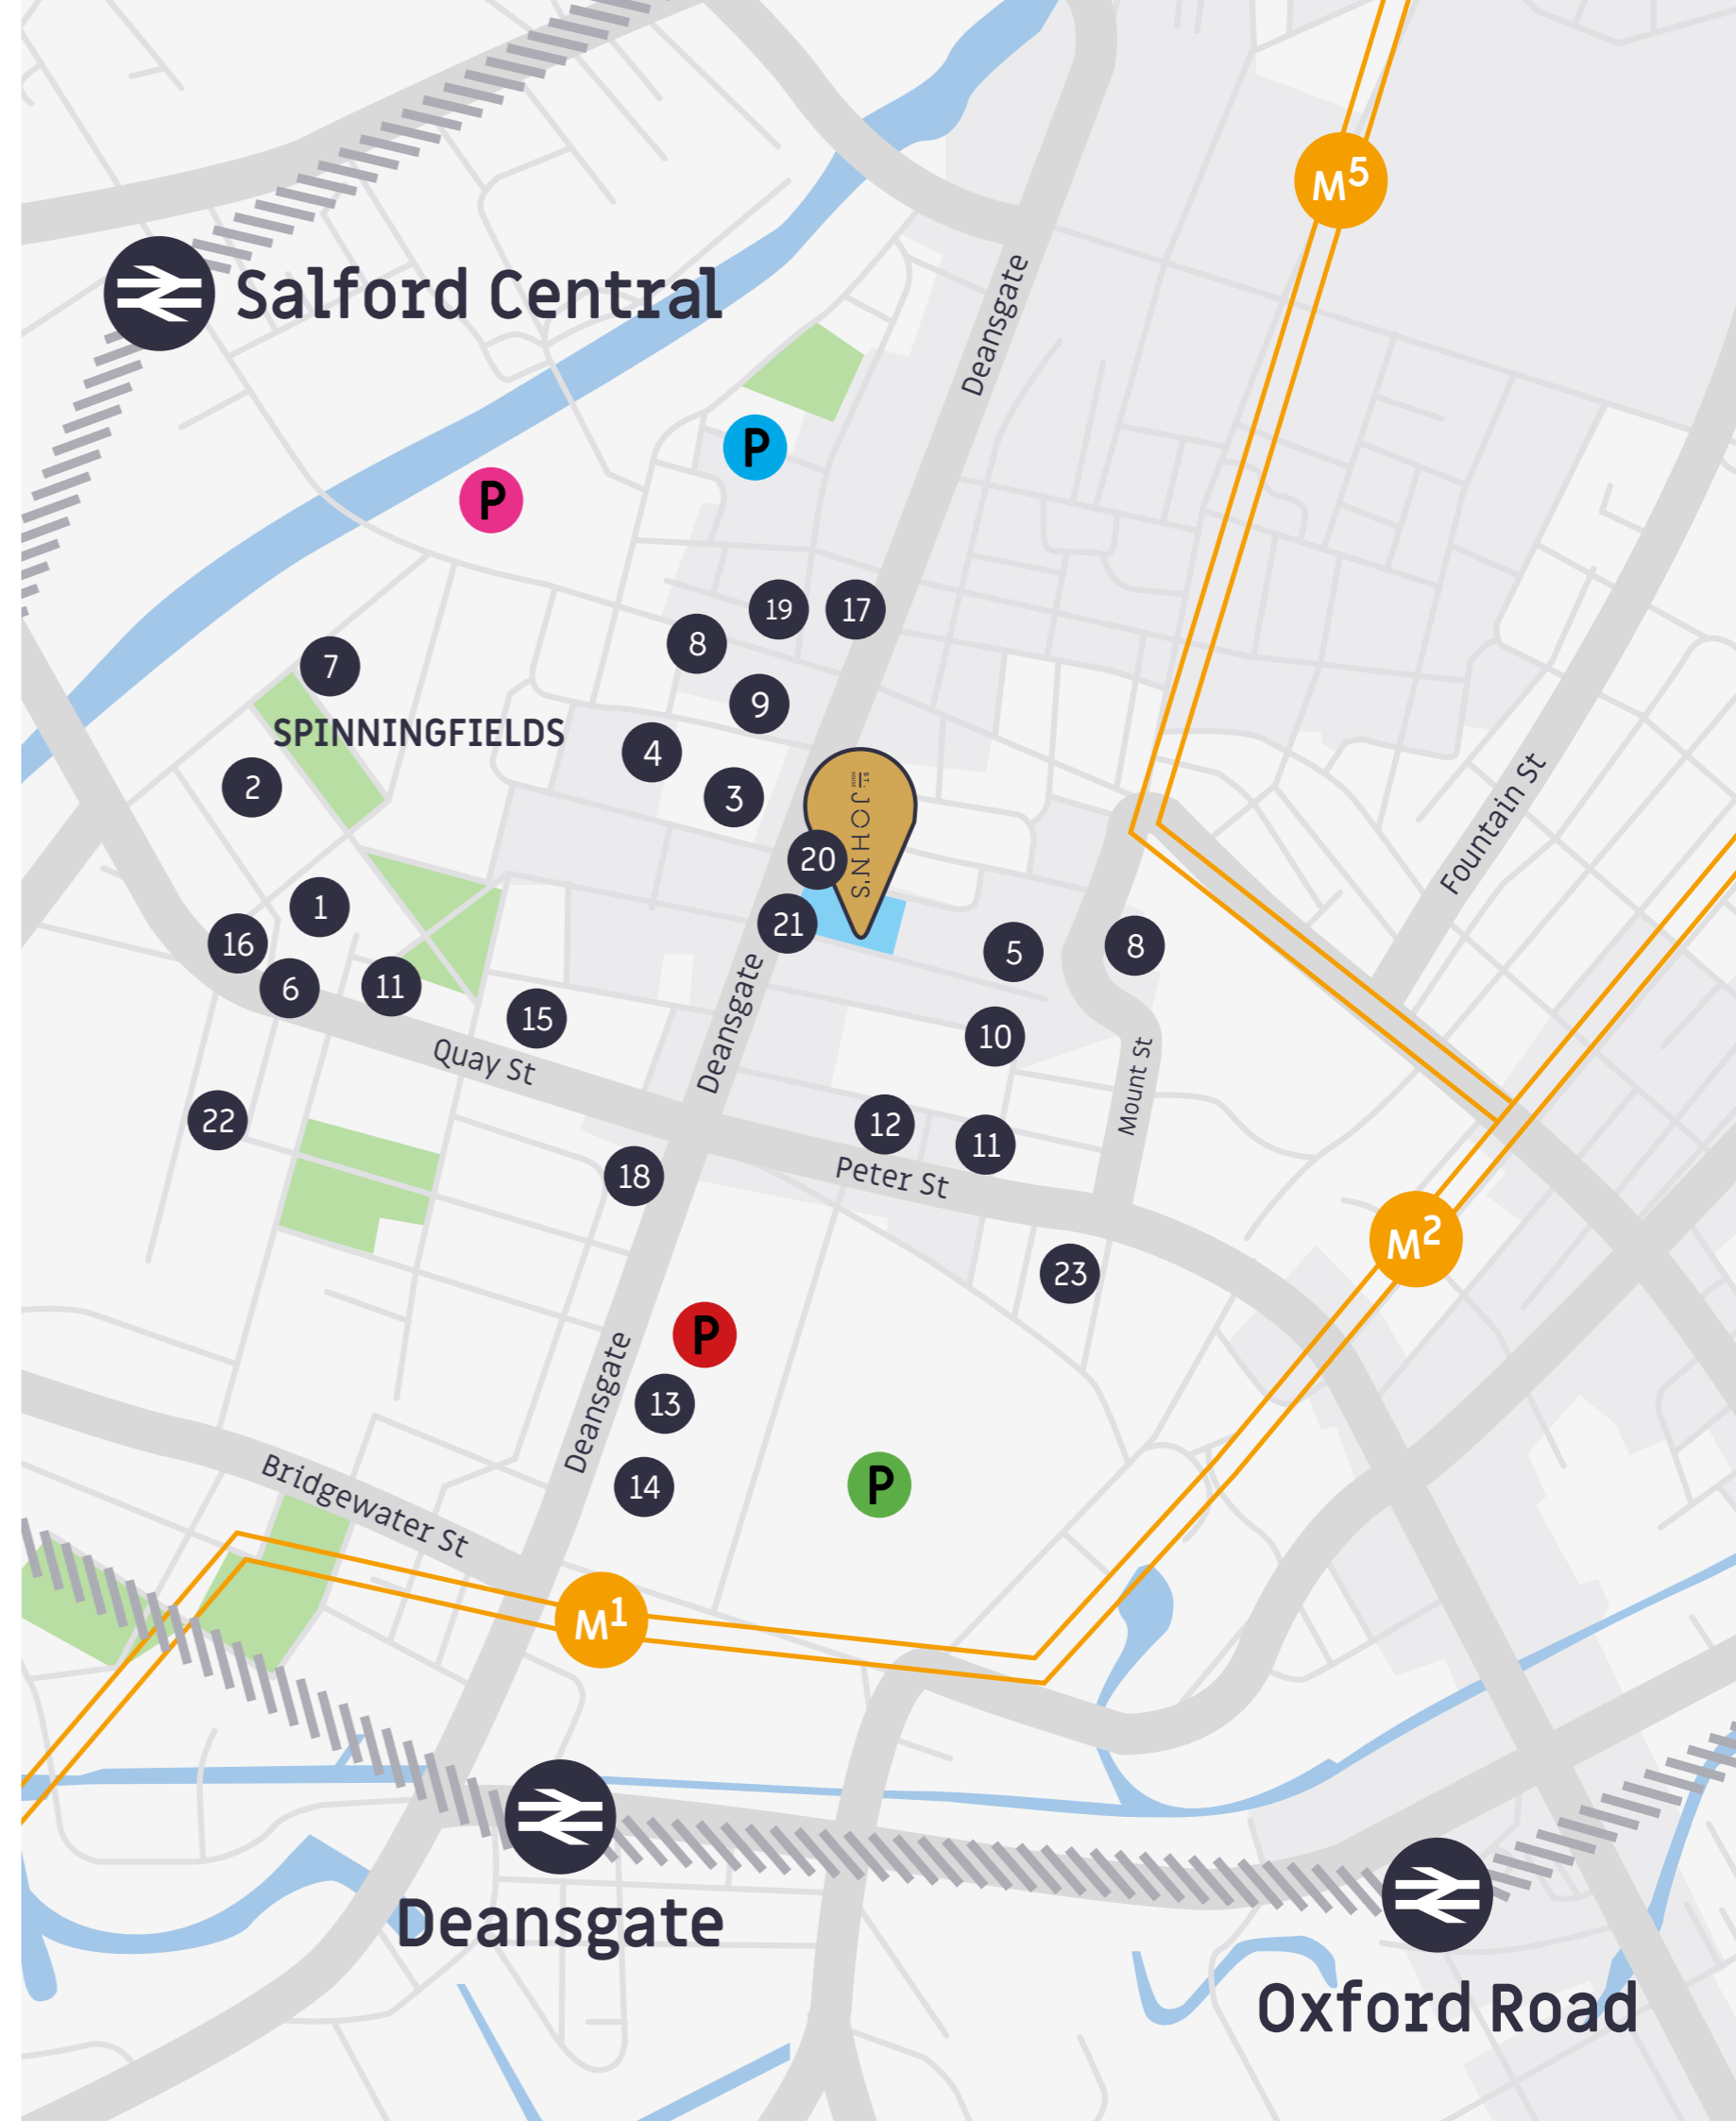 M5
Salford Central
Deansgate
P
P
19
17
8
7
9
SPINNINGFIELDS
4
2
3
ST. JOHN'S
Fountain St
20
1
21
16
5
8
6
11
15
Deansgate
10
Quay St
Mount St
22
12
11
18
Peter St
M2
23
P
13
Deansgate
14
P
Bridgewater St
M1
Deansgate
Oxford Road